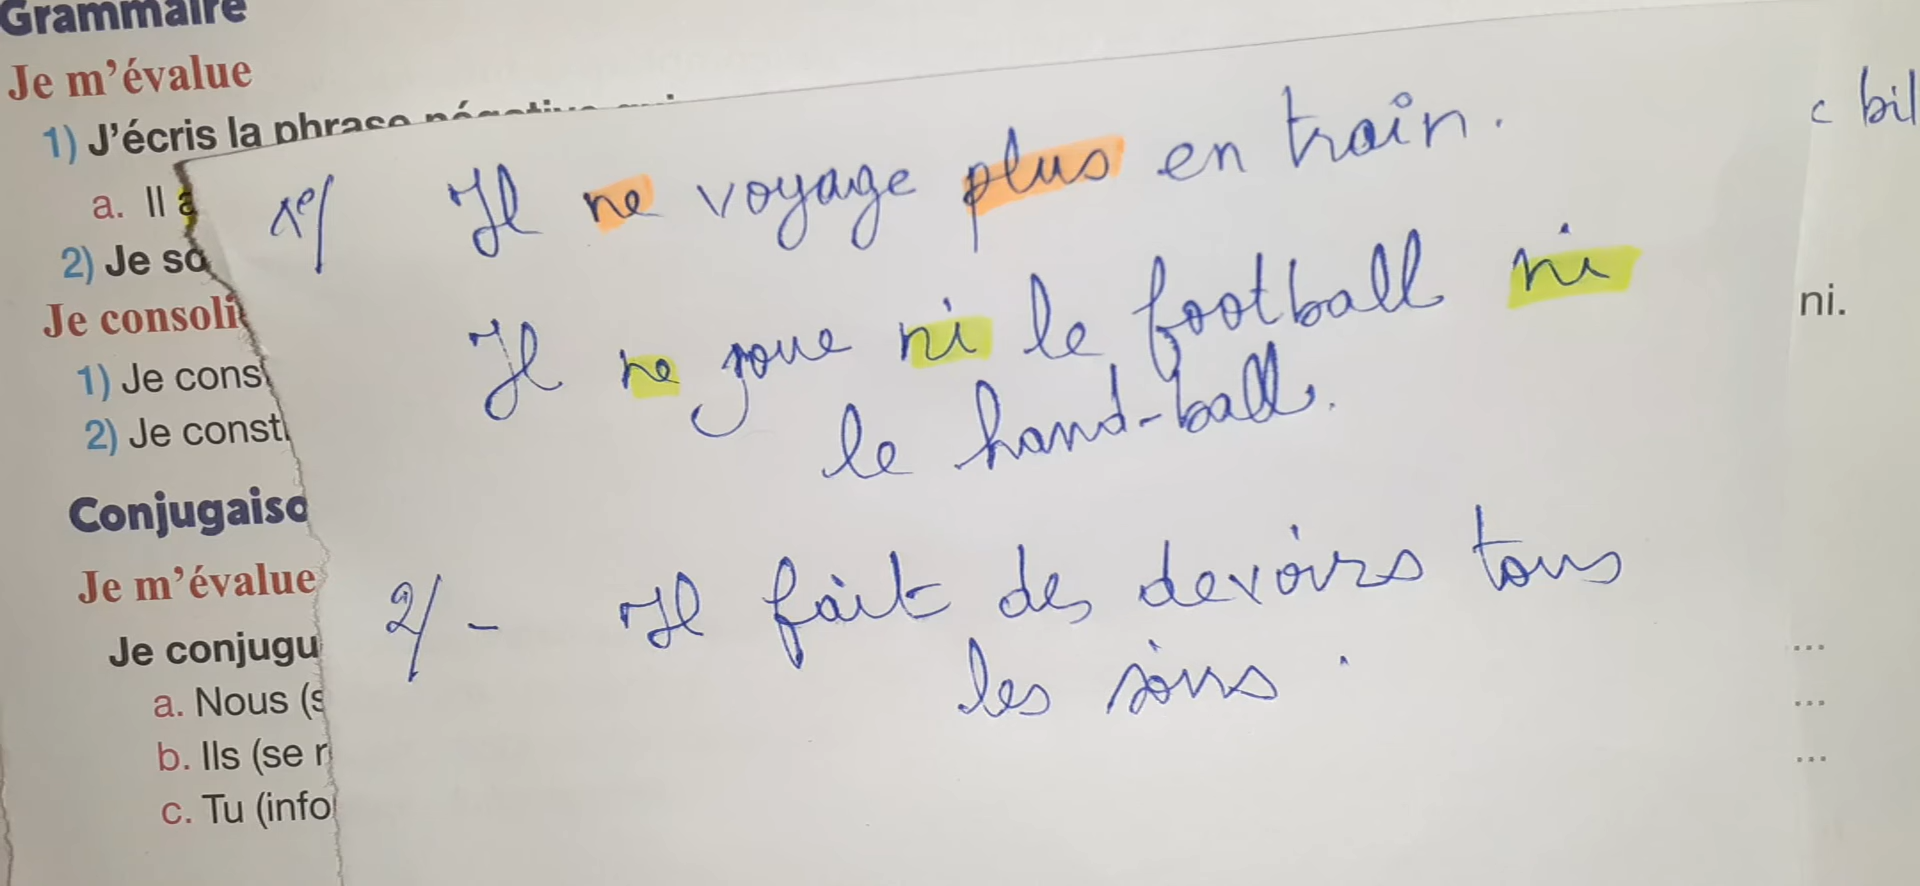 Grammaire
Je m'évalue
1) J'écris la phrase négative
a. Il a
c bil
1e/ Il ne voyage plus en train.
2) Je so
Je consoli
Il ne joue ni le football ni
ni.
le hand-ball.
1) Je cons
2) Je const
Conjugaiso
Je m'évalue
2/ - Il fait des devoirs tous
les soirs.
Je conjugu
...
a. Nous (s
...
b. Ils (se r
...
c. Tu (info